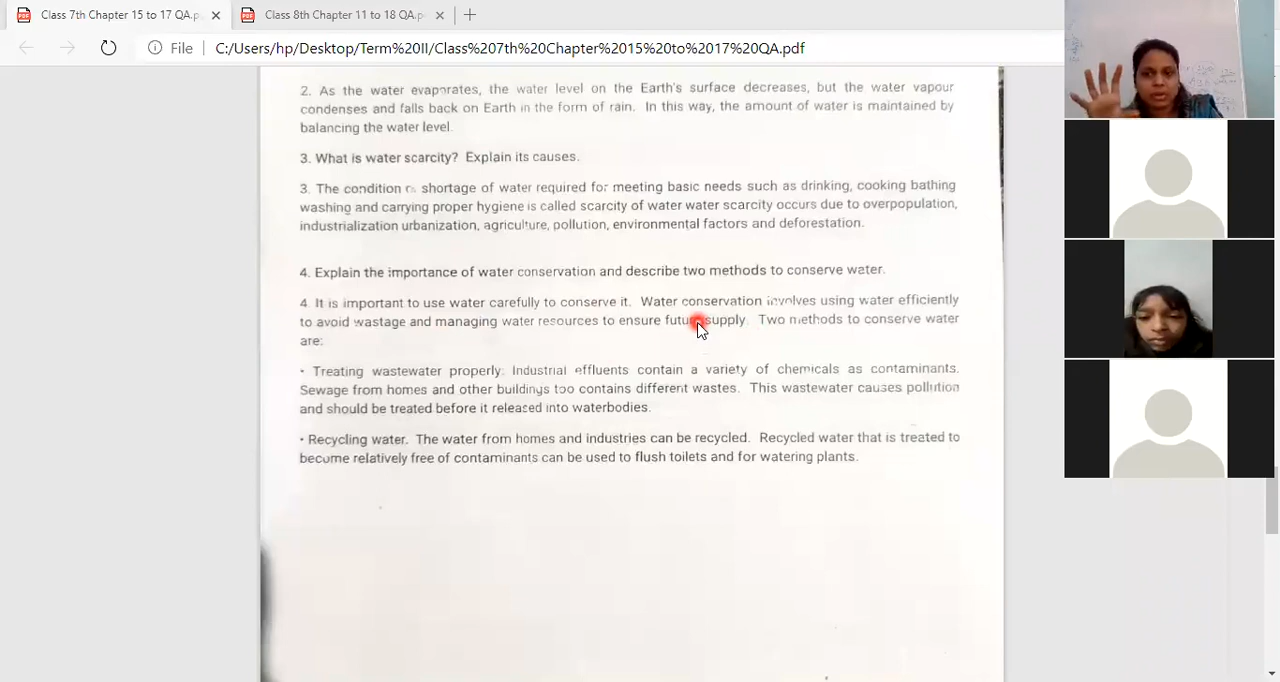 Class 7th Chapter 15 to 17 QA.p
Class 8th Chapter 11 to 18 QA.p
File
C:/Users/hp/Desktop/Term%20II/Class%207th%20Chapter%2015%20to%2017%20QA.pdf
2. As the water evaporates, the water level on the Earth's surface decreases, but the water vapour
condenses and falls back on Earth in the form of rain. In this way, the amount of water is maintained by
balancing the water level.
3. What is water scarcity? Explain its causes.
3. The condition shortage of water required for meeting basic needs such as drinking, cooking bathing
washing and carrying proper hygiene is called scarcity of water water scarcity occurs due to overpopulation,
industrialization urbanization, agriculture, pollution, environmental factors and deforestation.
4. Explain the importance of water conservation and describe two methods to conserve water.
4 It is important to use water carefully to conserve it. Water conservation involves using water efficiently
to avoid wastage and managing water resources to ensure supply. Two methods to conserve water
are:
• Treating wastewater properly. Industrial effluents contain a variety of chemicals as contaminants.
Sewage from homes and other buildings too contains different wastes. This wastewater causes pollution
and should be treated before it released into waterbodies.
• Recycling water. The water from homes and industries can be recycled. Recycled water that is treated to
become relatively free of contaminants can be used to flush toilets and for watering plants.